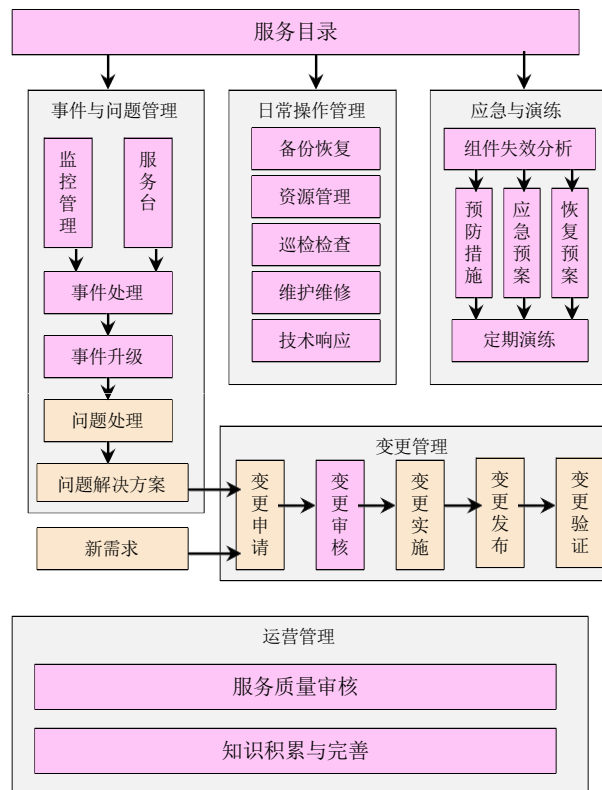 服务目录
事件与问题管理
监控管理
服务台
事件处理
事件升级
问题处理
问题解决方案
新需求
日常操作管理
备份恢复
资源管理
巡检检查
维护维修
技术响应
应急与演练
组件失效分析
预防措施
应急预案
恢复预案
定期演练
变更管理
变更申请
变更审核
变更实施
变更发布
变更验证
运营管理
服务质量审核
知识积累与完善